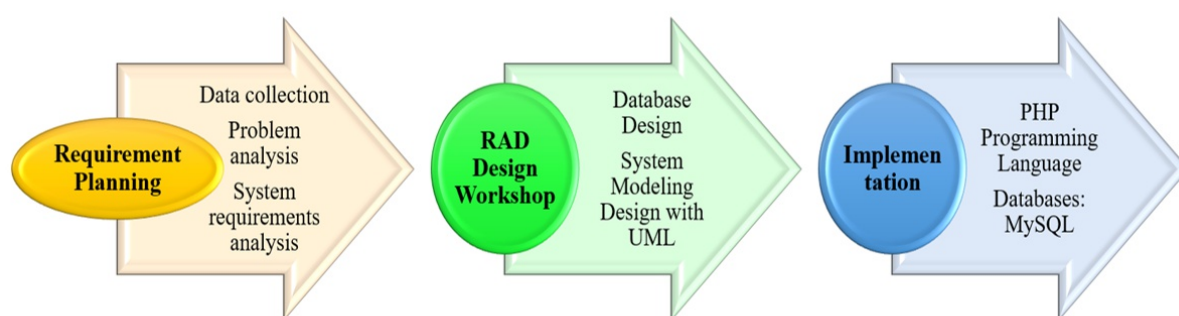 Requirement
Planning
Data collection
Problem
analysis
System
requirements
analysis
RAD
Design
Workshop
Database
Design
System
Modeling
Design with
UML
Implemen
tation
PHP
Programming
Language
Databases:
MySQL